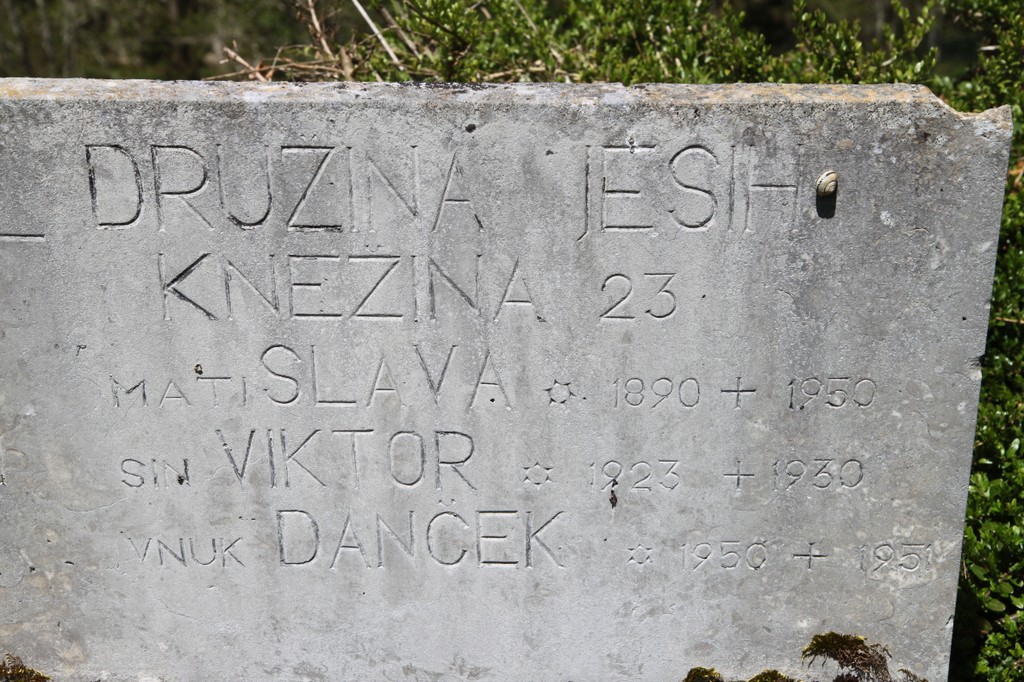 DRUŽINA JESIH
KNEŽINA 23
MATI SLAVA ✡ 1890 + 1950
SIN VIKTOR ✡ 1923 + 1930
VNUK DANČEK ✡ 1950 + 1951